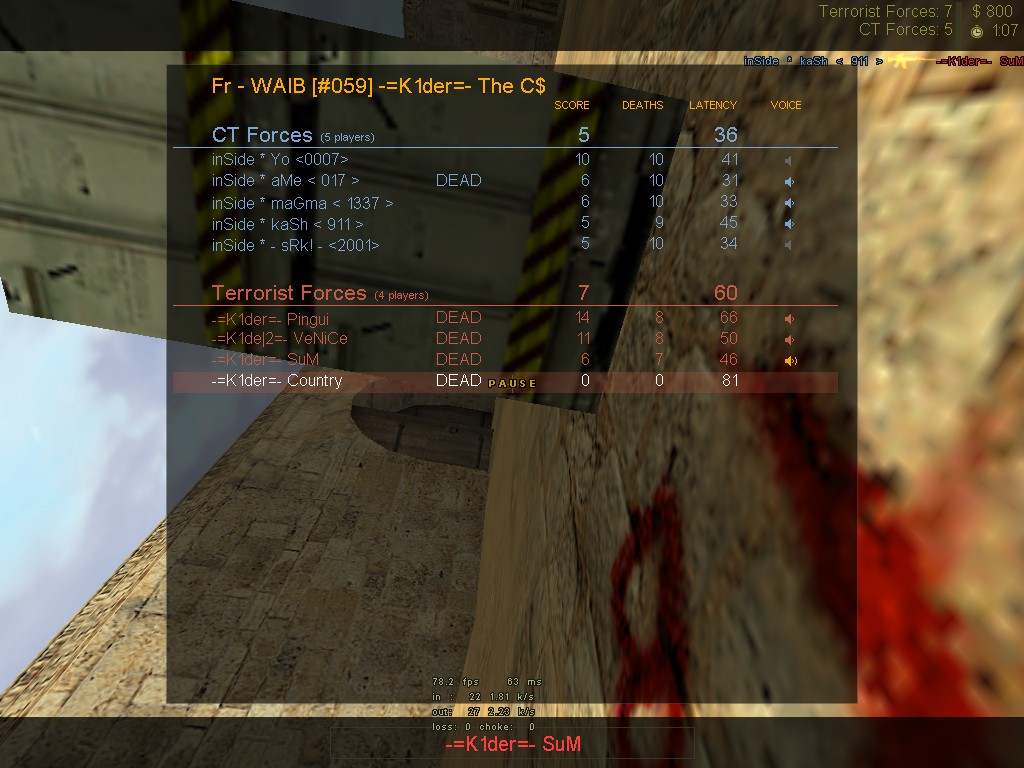 Terrorist Forces: 7 $ 800
CT Forces: 5 1:07
inSide * kaSh < 911 > -=K1der=- SuM
Fr - WAIB [#059] -=K1der=- The C$
SCORE DEATHS LATENCY VOICE
CT Forces (5 players) 5 36
inSide * Yo <0007> 10 10 41
inSide * aMe < 017 > DEAD 6 10 31
inSide * maGma < 1337 > 6 10 33
inSide * kaSh < 911 > 5 9 45
inSide * - sRk! - <2001> 5 10 34
Terrorist Forces (4 players) 7 60
-=K1der=- Pingui DEAD 14 8 66
-=K1de|2=- VeNiCe DEAD 11 8 50
-=K1der=- SuM DEAD 6 7 46
-=K1der=- Country DEAD 0 0 81
PAUSE
78.2 fps 63 ms
in : 22 1.81 k/s
out: 27 2.23 k/s
loss: 0 choke: 0
-=K1der=- SuM